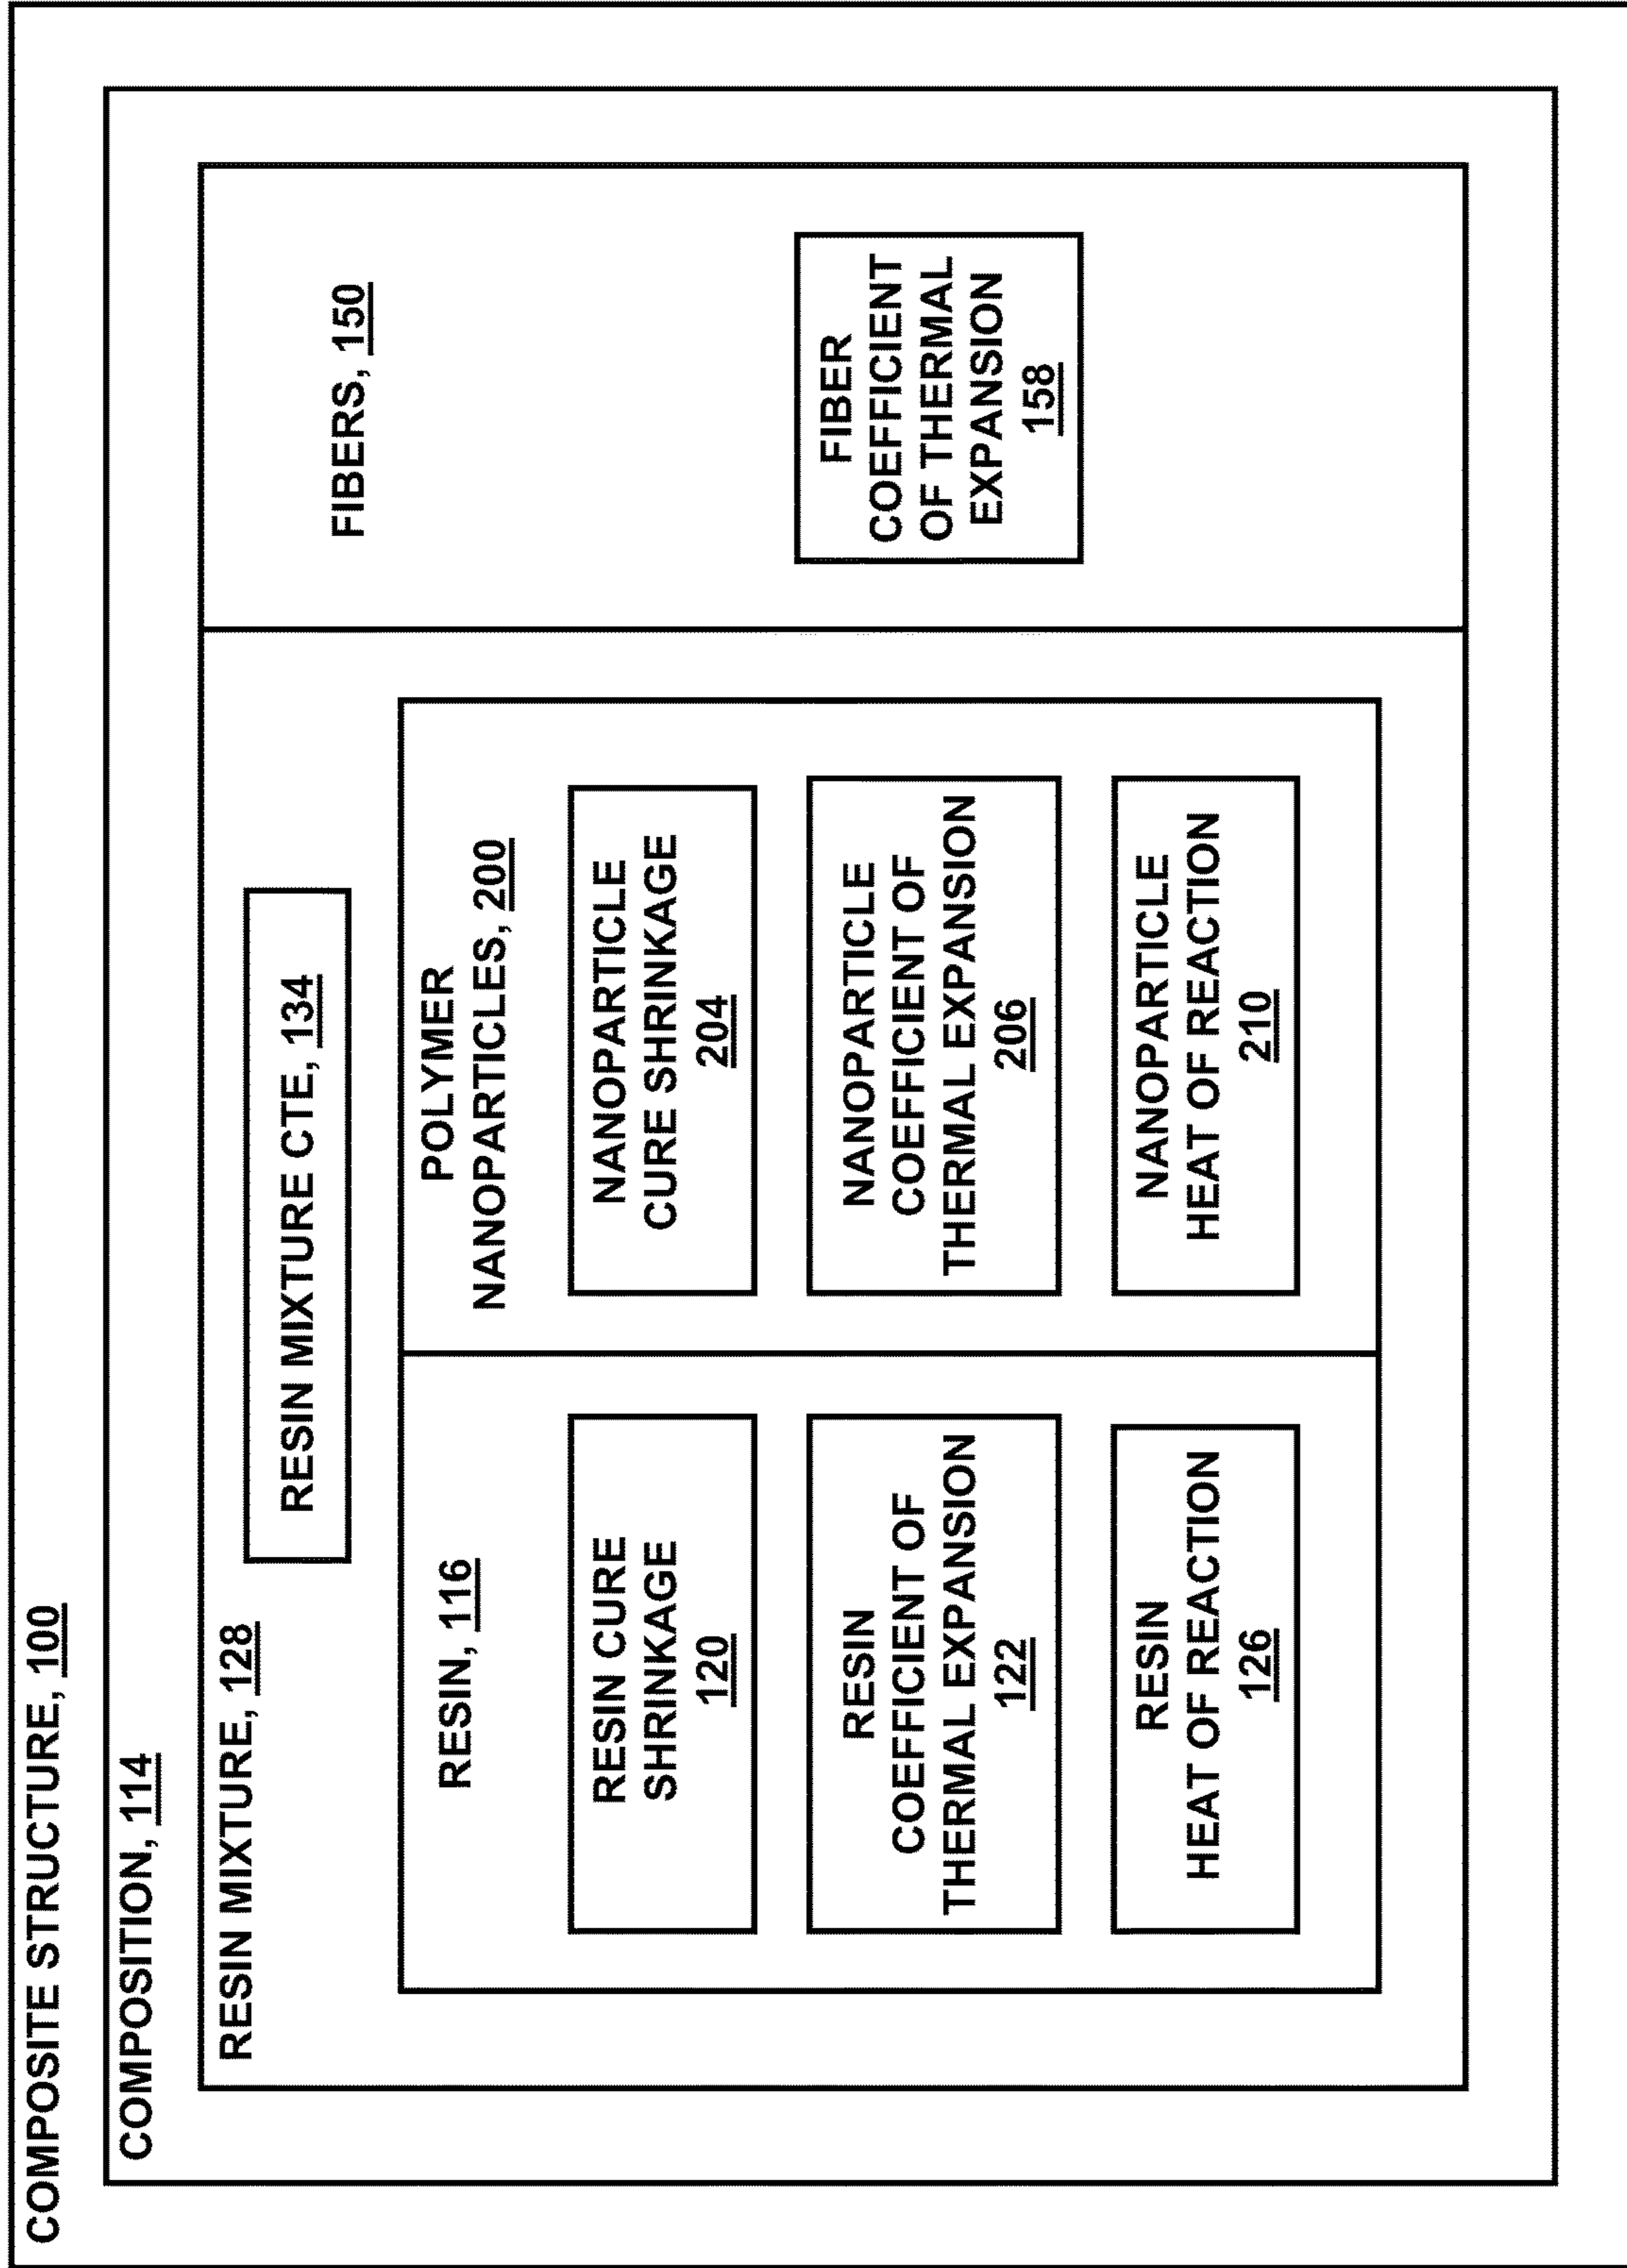 COMPOSITE STRUCTURE, 100
COMPOSITION, 114
RESIN MIXTURE, 128
RESIN MIXTURE CTE, 134
RESIN, 116
RESIN CURE
SHRINKAGE
120
RESIN
COEFFICIENT OF
THERMAL EXPANSION
122
RESIN
HEAT OF REACTION
126
POLYMER
NANOPARTICLES, 200
NANOPARTICLE
CURE SHRINKAGE
204
NANOPARTICLE
COEFFICIENT OF
THERMAL EXPANSION
206
NANOPARTICLE
HEAT OF REACTION
210
FIBERS, 150
FIBER
COEFFICIENT
OF THERMAL
EXPANSION
158